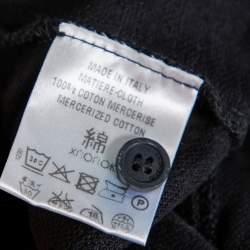 MADE IN ITALY
MATIERE-CLOTH
100% COTON MERCERISE
MERCERIZED COTTON
綿
P